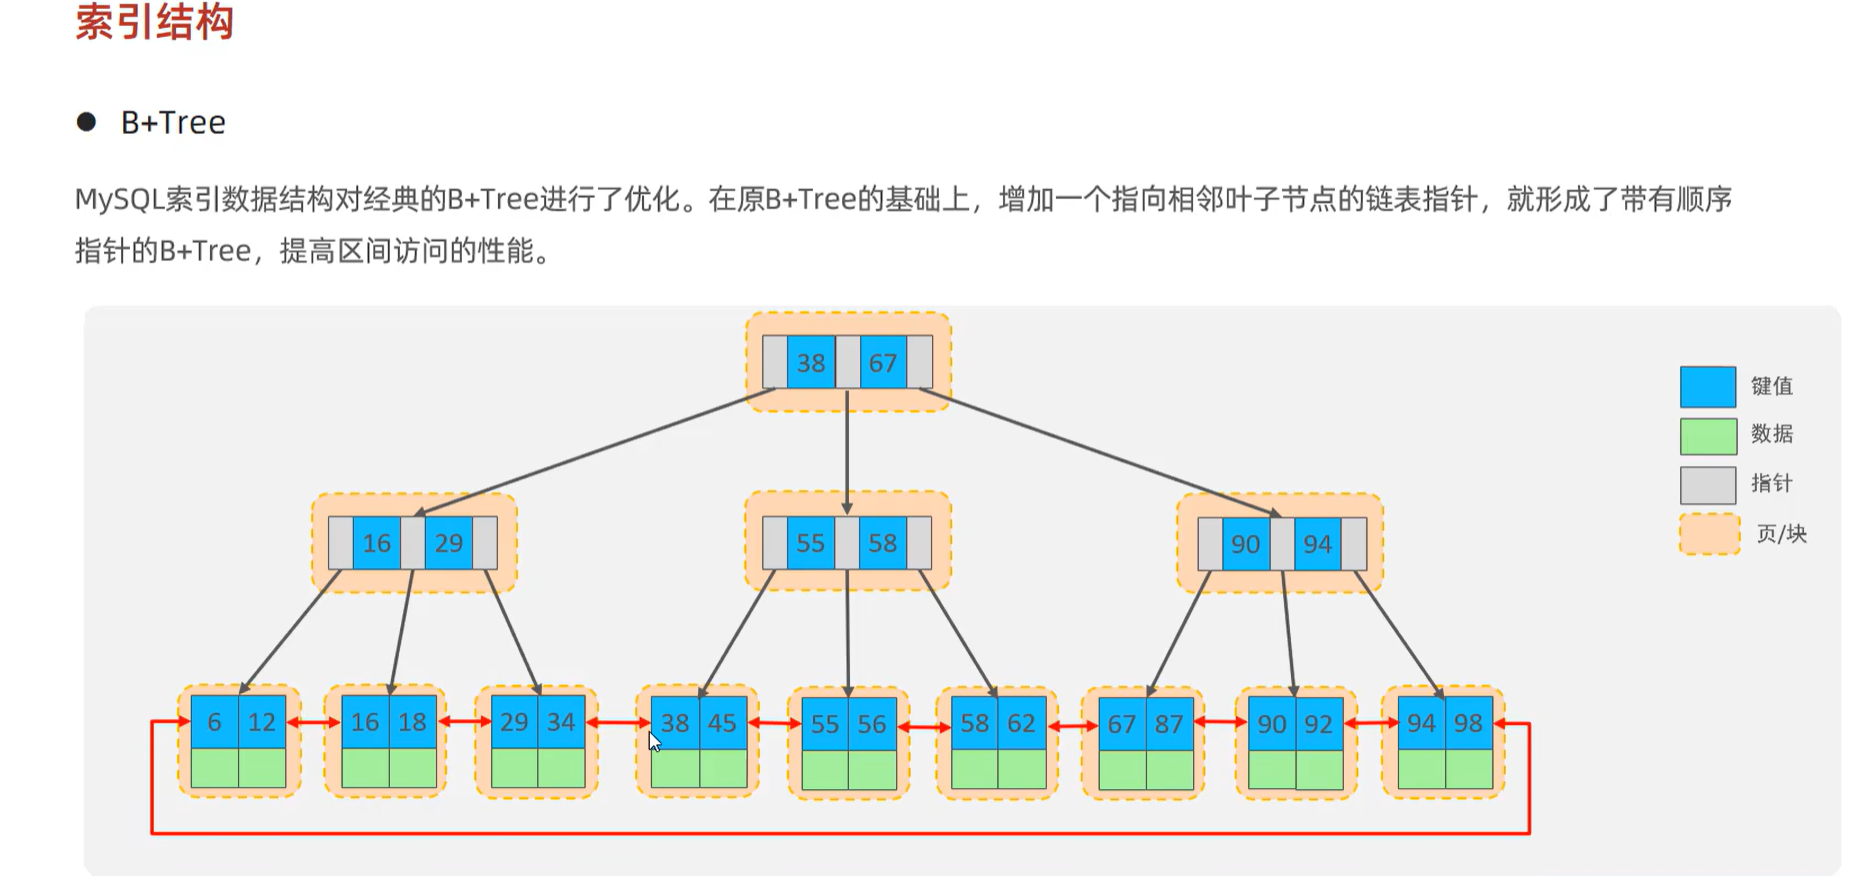 索引结构
● B+Tree
MySQL索引数据结构对经典的B+Tree进行了优化。在原B+Tree的基础上，增加一个指向相邻叶子节点的链表指针，就形成了带有顺序
指针的B+Tree，提高区间访问的性能。
38 67
键值
数据
指针
页/块
16 29
55 58
90 94
6 12
16 18
29 34
38 45
55 56
58 62
67 87
90 92
94 98